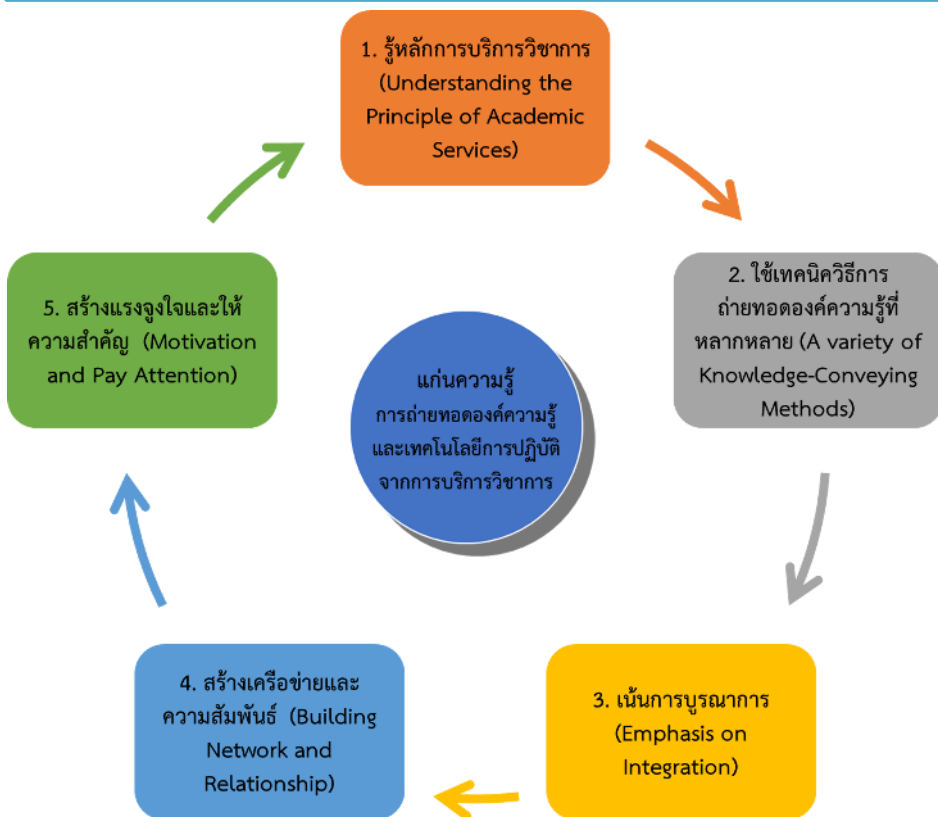 1. รู้หลักการบริการวิชาการ
(Understanding the
Principle of Academic
Services)
2. ใช้เทคนิควิธีการ
ถ่ายทอดองค์ความรู้ที่
หลากหลาย (A variety of
Knowledge-Conveying
Methods)
3. เน้นการบูรณาการ
(Emphasis on
Integration)
4. สร้างเครือข่ายและ
ความสัมพันธ์ (Building
Network and
Relationship)
5. สร้างแรงจูงใจและให้
ความสำคัญ (Motivation
and Pay Attention)
แก่นความรู้
การถ่ายทอดองค์ความรู้
และเทคโนโลยีการปฏิบัติ
จากการบริการวิชาการ